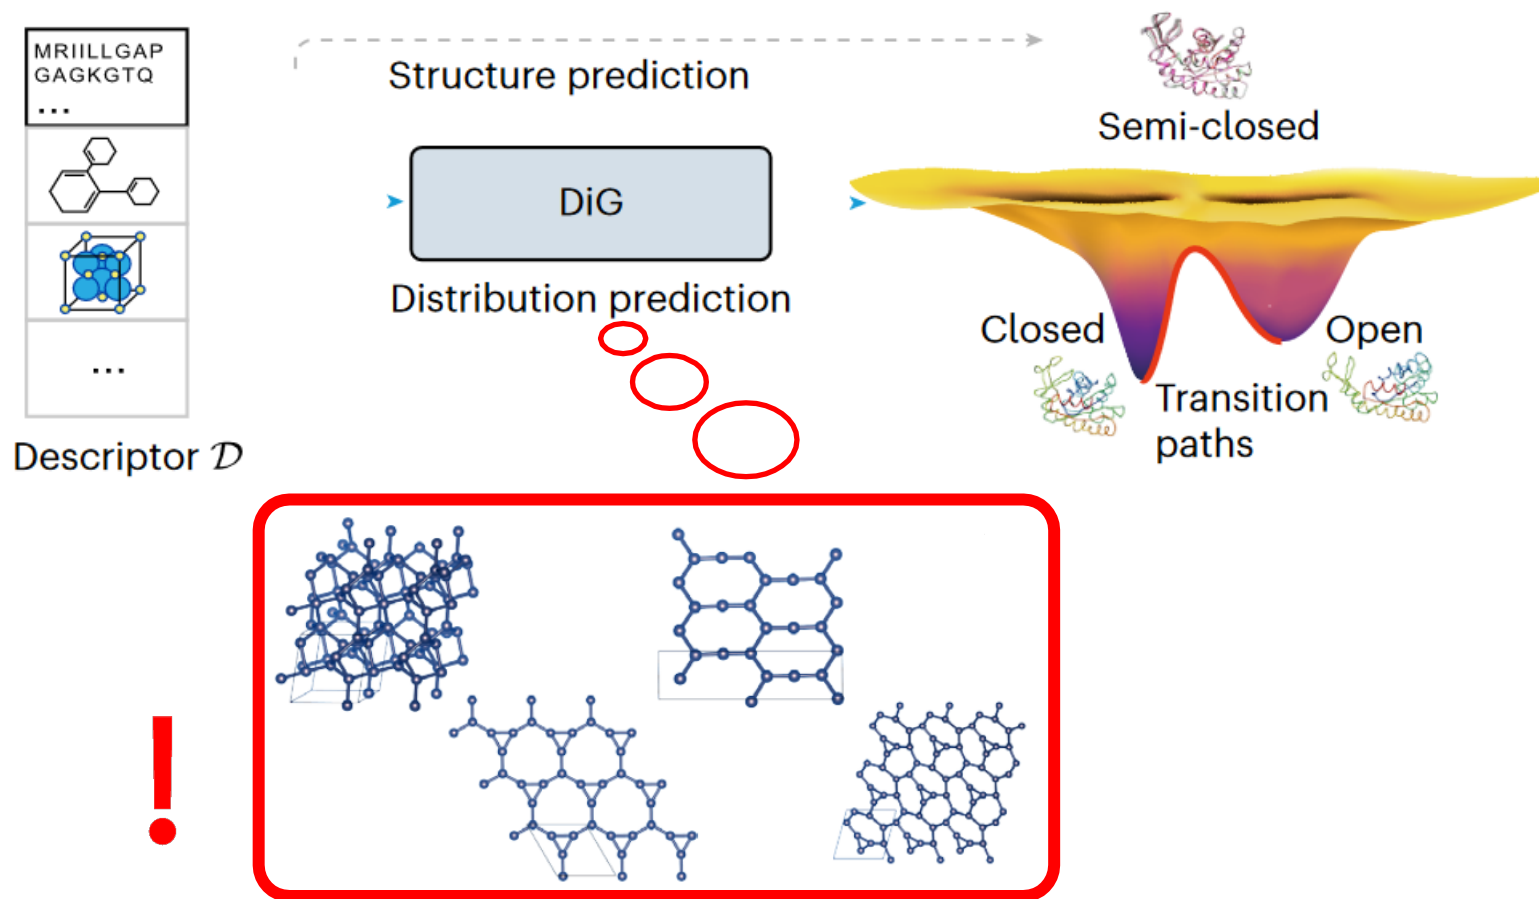 MRIILLGAP
GAGKGTQ
...
...
Descriptor 𝒟
Structure prediction
DiG
Distribution prediction
Semi-closed
Closed
Open
Transition
paths
!